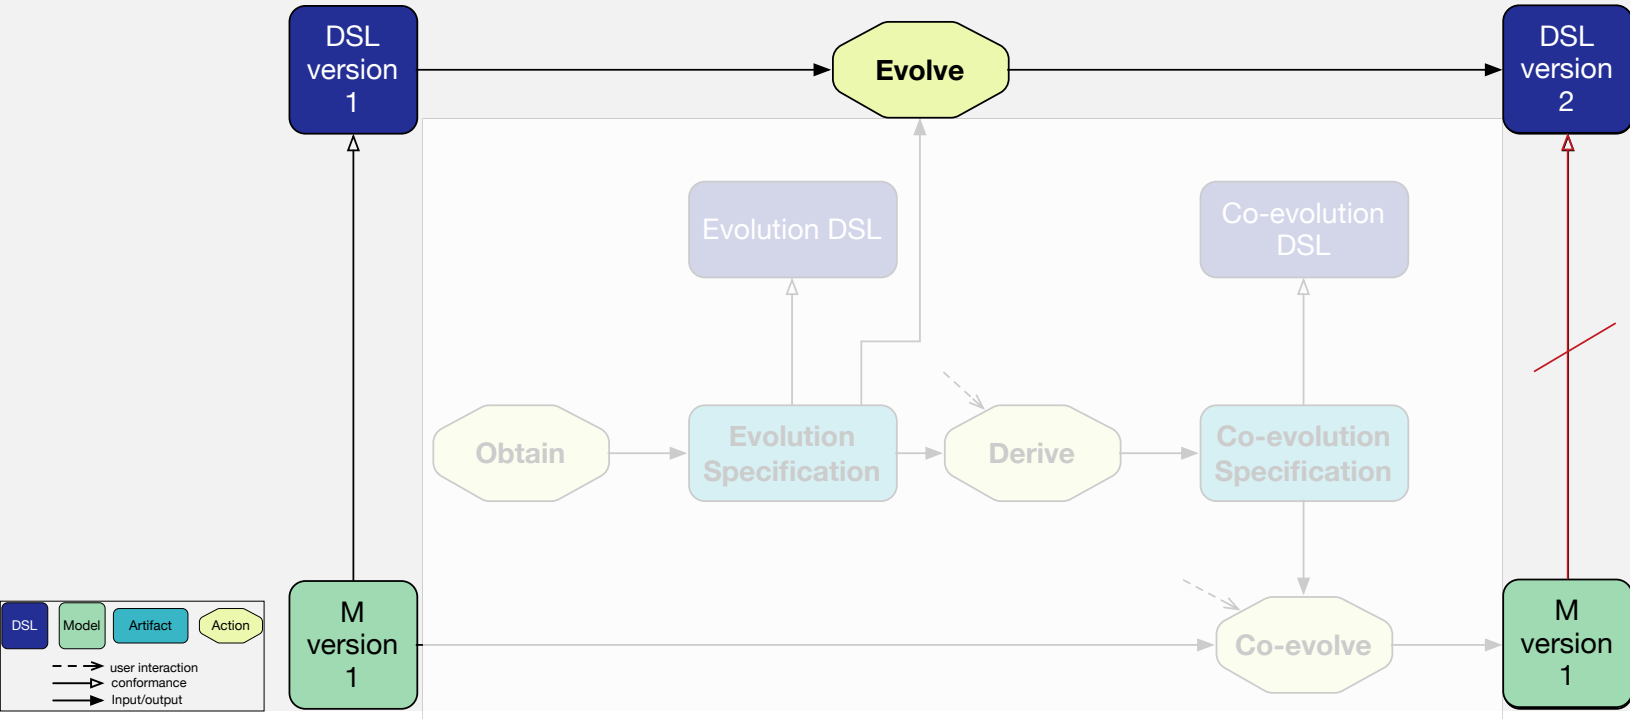 DSL
version
1
Evolve
DSL
version
2
Evolution DSL
Co-evolution
DSL
Obtain
Evolution
Specification
Derive
Co-evolution
Specification
M
version
1
Co-evolve
M
version
1
DSL
Model
Artifact
Action
user interaction
conformance
Input/output